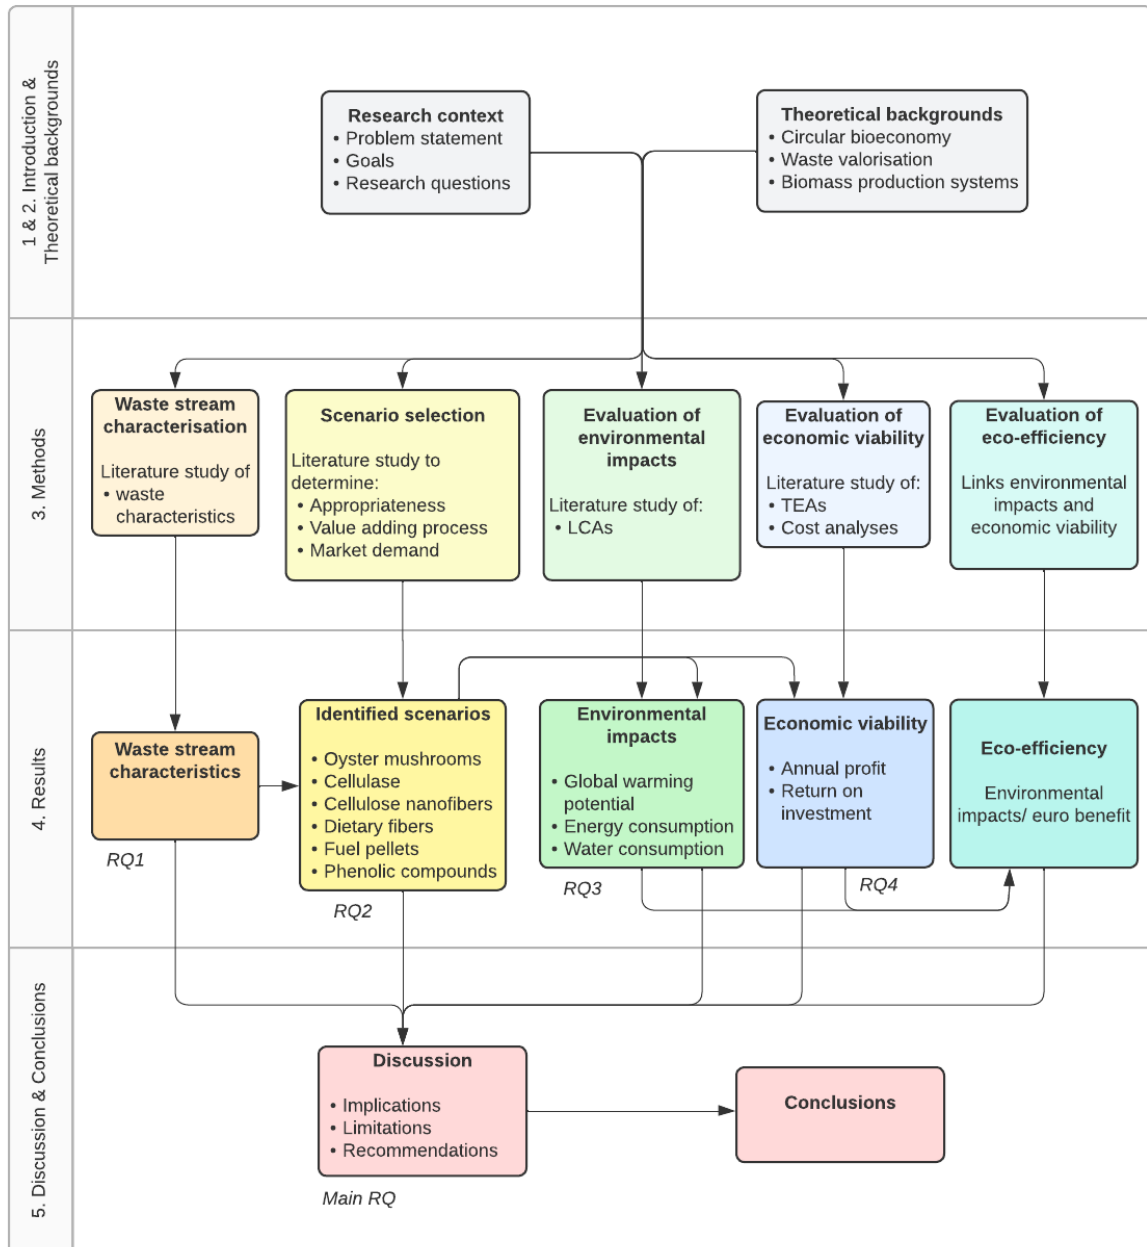 1 & 2. Introduction &
Theoretical backgrounds
Research context
• Problem statement
• Goals
• Research questions
Theoretical backgrounds
• Circular bioeconomy
• Waste valorisation
• Biomass production systems
3. Methods
Waste stream
characterisation
Literature study of
• waste
characteristics
Scenario selection
Literature study to
determine:
• Appropriateness
• Value adding process
• Market demand
Evaluation of
environmental
impacts
Literature study of:
• LCAs
Evaluation of
economic viability
Literature study of:
• TEAs
• Cost analyses
Evaluation of
eco-efficiency
Links environmental
impacts and
economic viability
4. Results
Waste stream
characteristics
RQ1
Identified scenarios
• Oyster mushrooms
• Cellulase
• Cellulose nanofibers
• Dietary fibers
• Fuel pellets
• Phenolic compounds
RQ2
Environmental
impacts
• Global warming
potential
• Energy consumption
• Water consumption
RQ3
Economic viability
• Annual profit
• Return on
investment
RQ4
Eco-efficiency
Environmental
impacts/ euro benefit
5. Discussion & Conclusions
Discussion
• Implications
• Limitations
• Recommendations
Main RQ
Conclusions